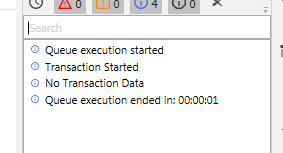 0 0 4 0
Search
Queue execution started
Transaction Started
No Transaction Data
Queue execution ended in: 00:00:01